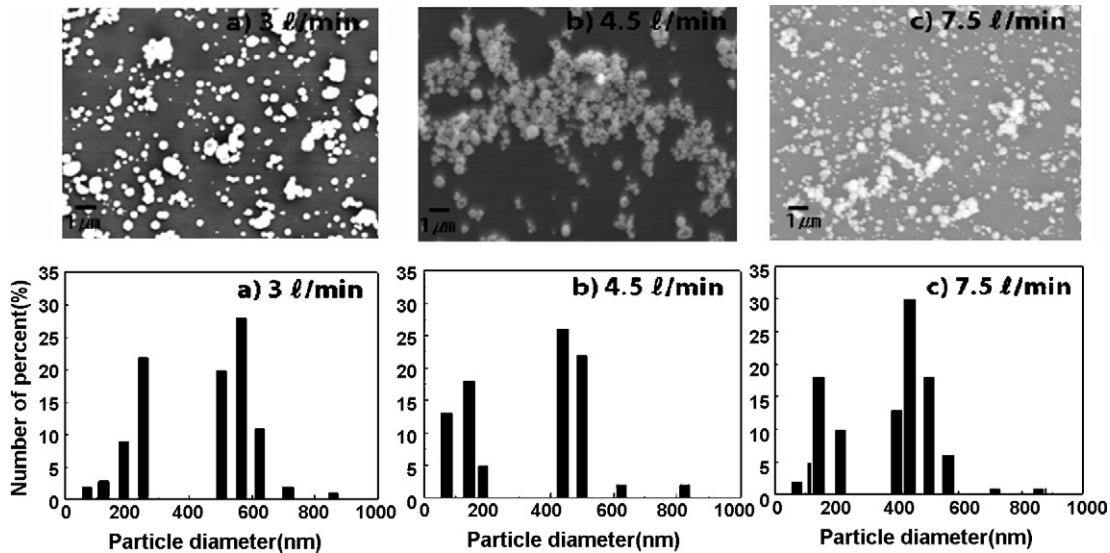 a) 3 ℓ/min
b) 4.5 ℓ/min
c) 7.5 ℓ/min
1 ㎛
1 ㎛
1 ㎛
Number of percent(%)
35
30
25
20
15
10
5
0
a) 3 ℓ/min
0 200 400 600 800 1000
Particle diameter(nm)
35
30
25
20
15
10
5
0
b) 4.5 ℓ/min
0 200 400 600 800 1000
Particle diameter(nm)
35
30
25
20
15
10
5
0
c) 7.5 ℓ/min
0 200 400 600 800 1000
Particle diameter(nm)